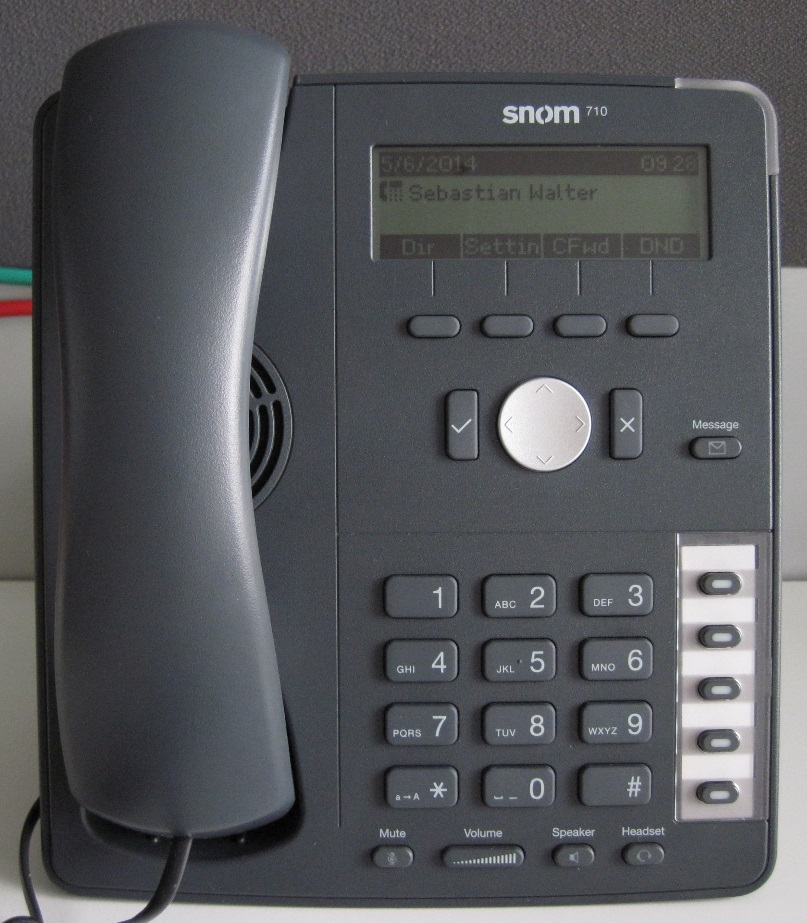 snom 710
5/6/2014 09 28
Sebastian Walter
Dir Settin CFwd DND
Message
1 ABC 2 DEF 3
GHI 4 JKL 5 MNO 6
PQRS 7 TUV 8 WXYZ 9
a→A * ⎵ _ 0 #
Mute Volume Speaker Headset